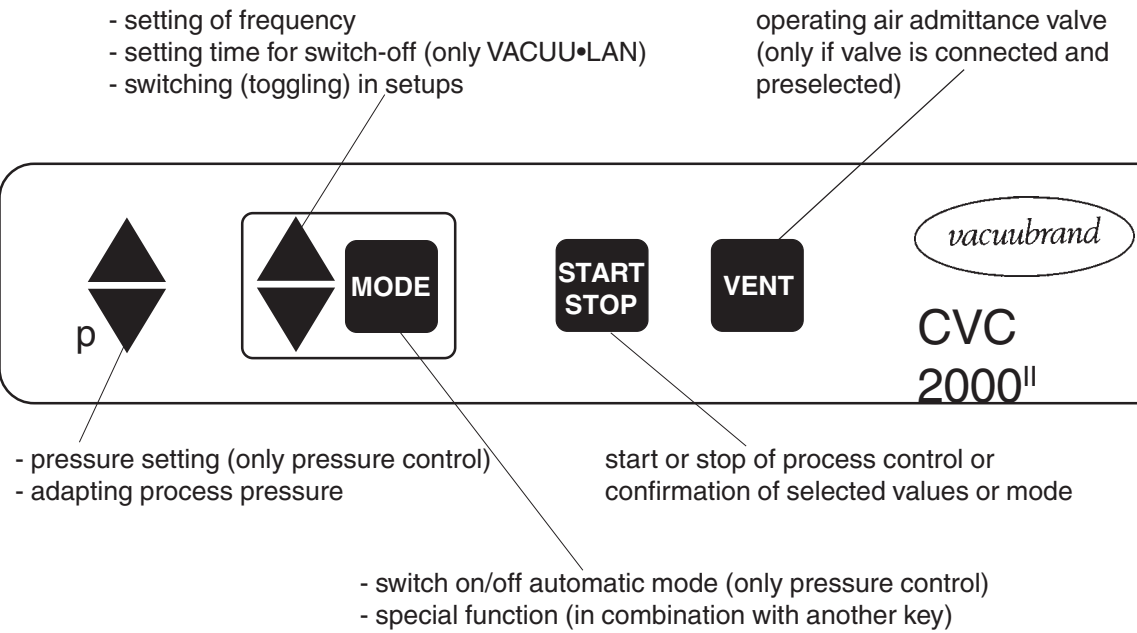 - setting of frequency
- setting time for switch-off (only VACUU•LAN)
- switching (toggling) in setups
operating air admittance valve
(only if valve is connected and
preselected)
p
MODE
START
STOP
VENT
vacuubrand
CVC
2000II
- pressure setting (only pressure control)
- adapting process pressure
start or stop of process control or
confirmation of selected values or mode
- switch on/off automatic mode (only pressure control)
- special function (in combination with another key)